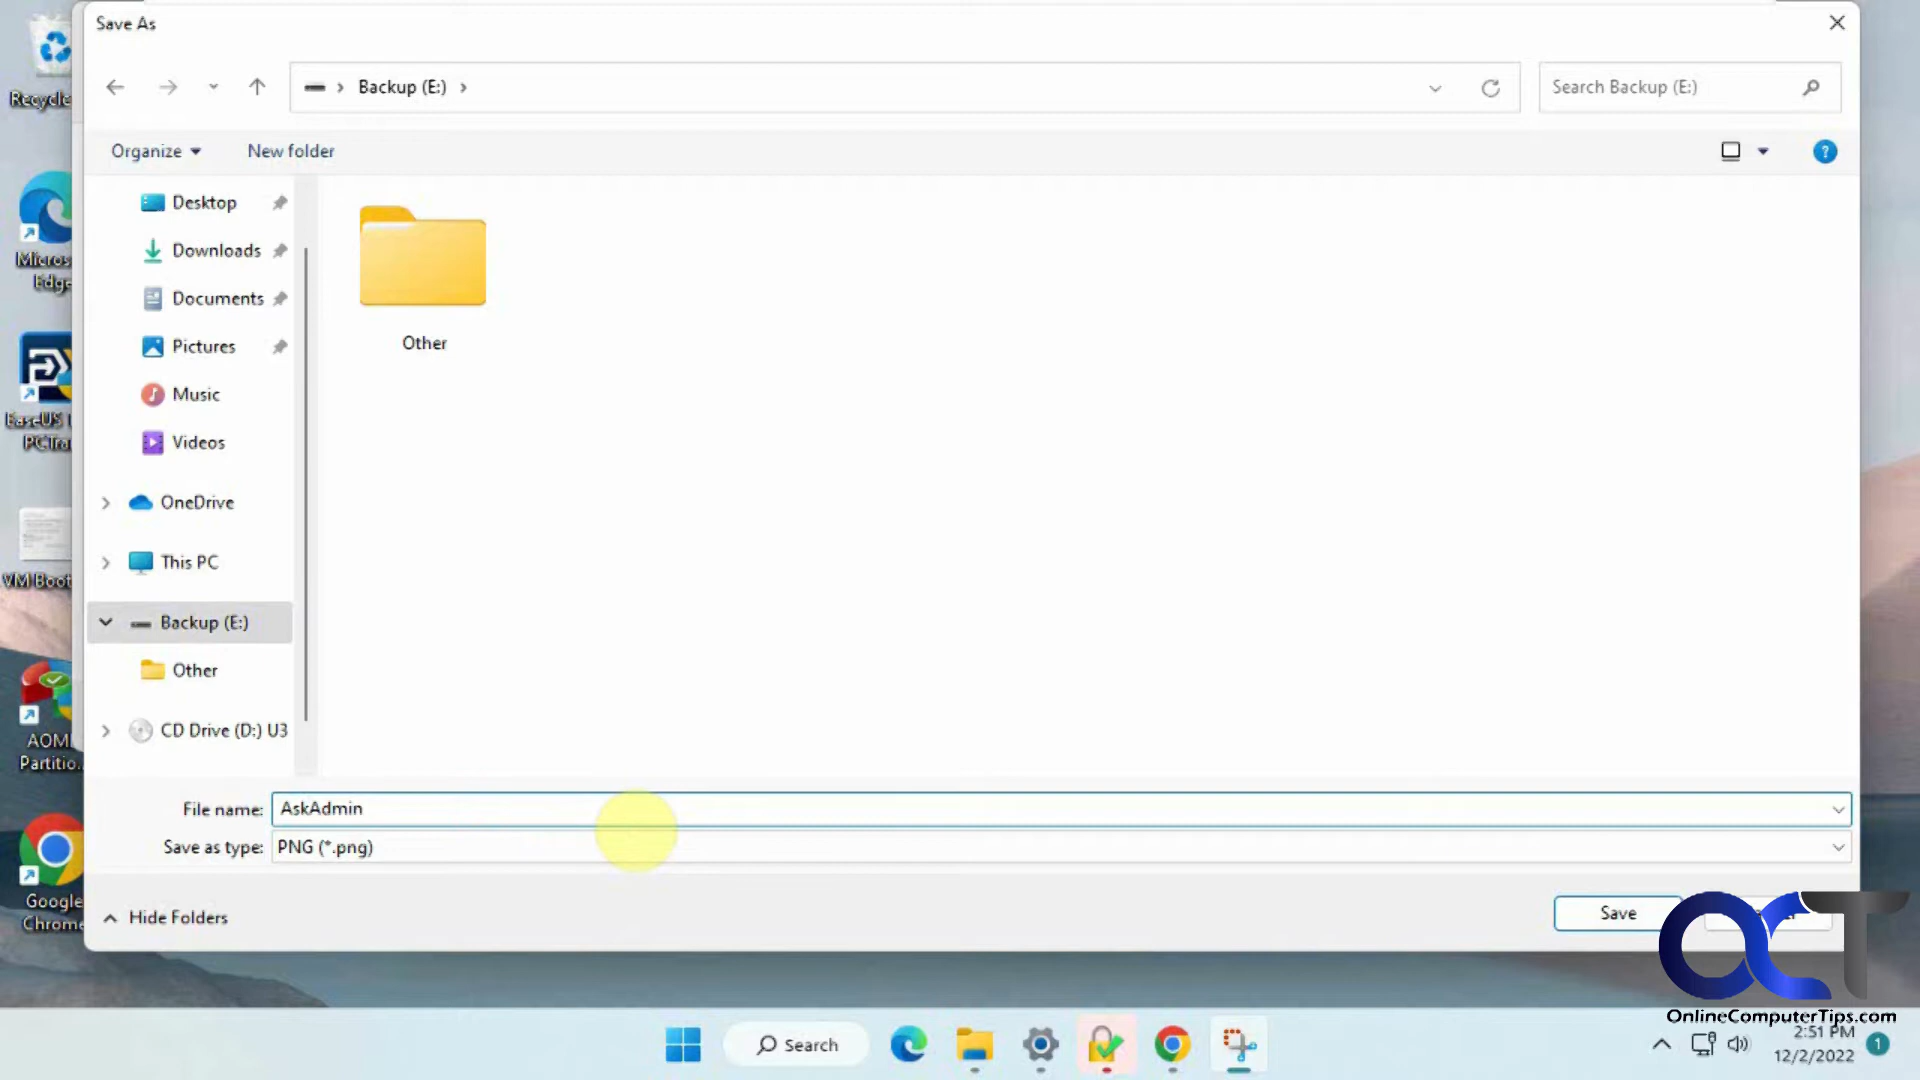 Save As
Backup (E:)
Search Backup (E:)
Organize
New folder
Desktop
Downloads
Documents
Pictures
Music
Videos
OneDrive
This PC
Backup (E:)
Other
CD Drive (D:) U3
Other
File name: AskAdmin
Save as type: PNG (*.png)
Hide Folders
Save
Recycle
Micros
Edge
EaseUS
PCTra
VM Boot
AOM
Partitio...
Google
Chrome
OCT
OnlineComputerTips.com
Search
2:51 PM
12/2/2022
1